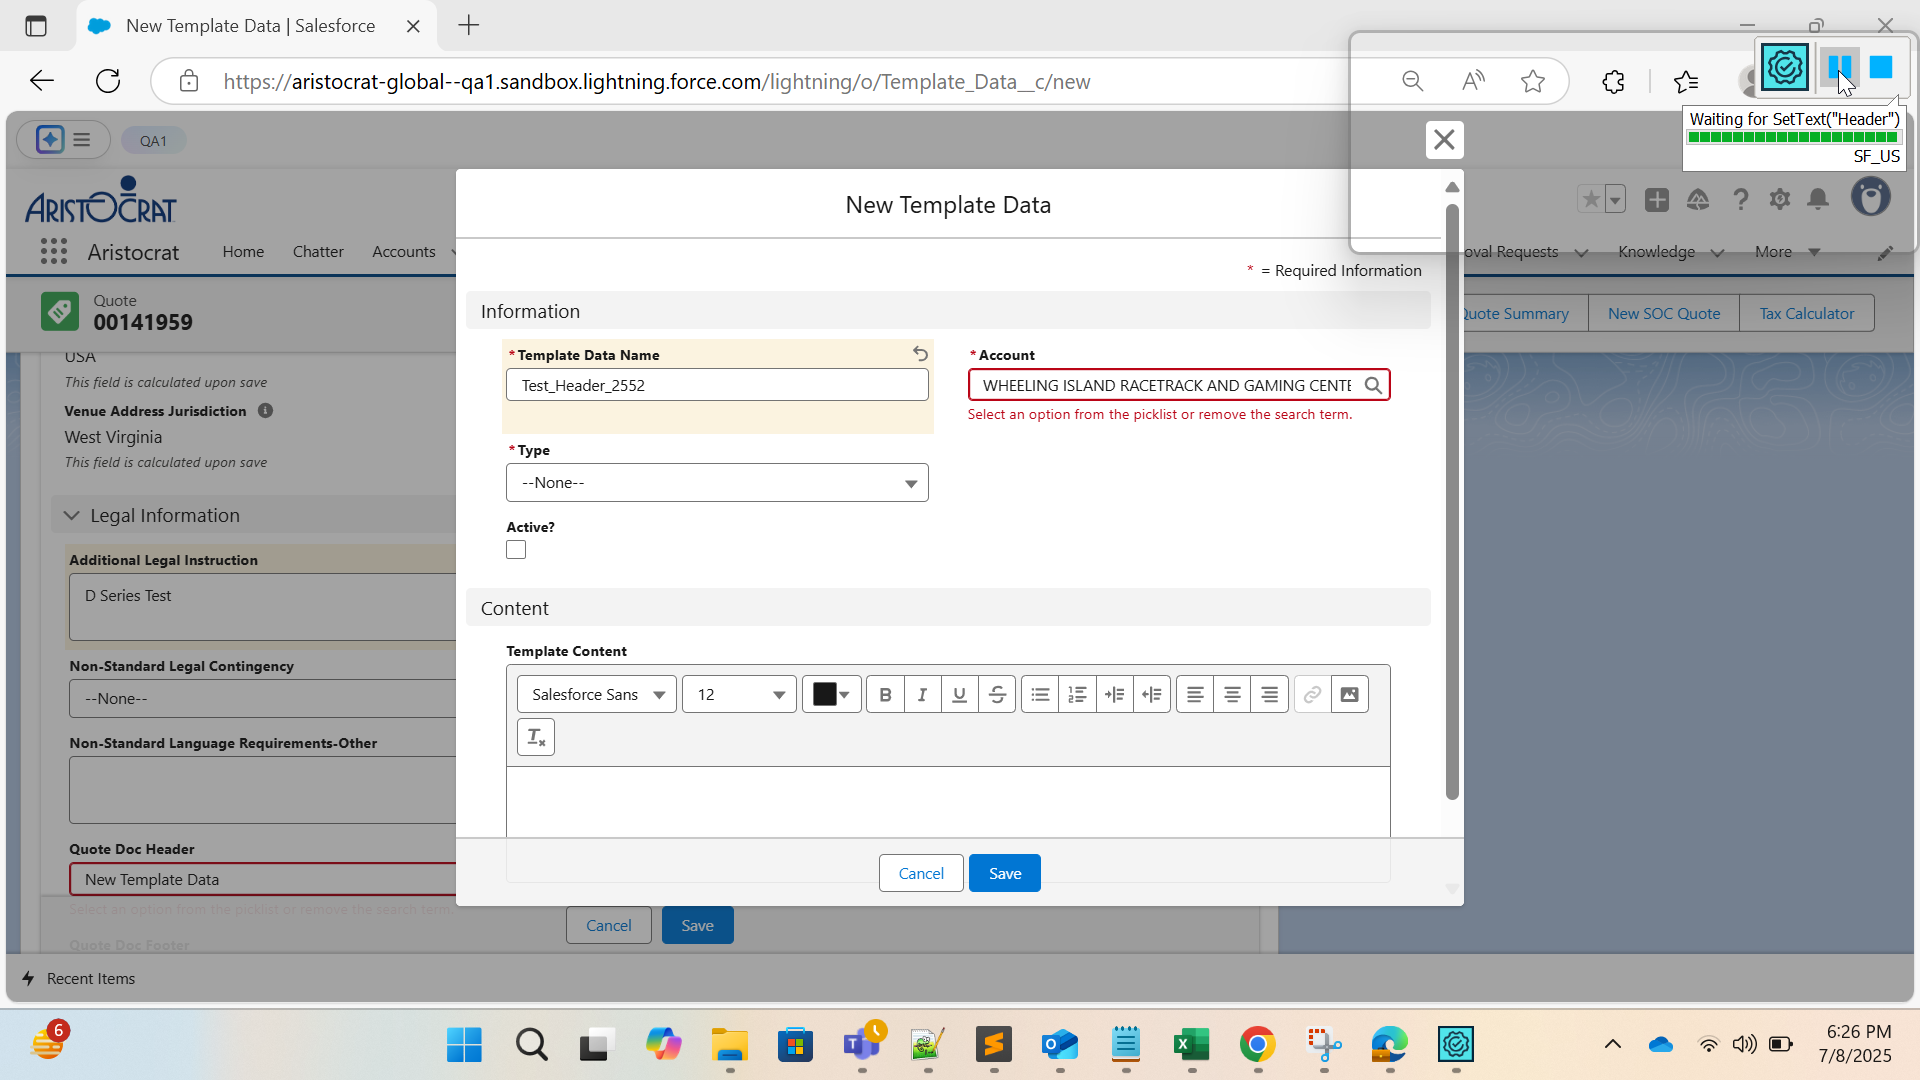 New Template Data | Salesforce
https://aristocrat-global--qa1.sandbox.lightning.force.com/lightning/o/Template_Data__c/new
Waiting for SetText("Header")
SF_US
QA1
ARISTOCRAT
Aristocrat
Home
Chatter
Accounts
oval Requests
Knowledge
More
Quote
00141959
Quote Summary
New SOC Quote
Tax Calculator
USA
This field is calculated upon save
Venue Address Jurisdiction
West Virginia
This field is calculated upon save
Legal Information
Additional Legal Instruction
D Series Test
Non-Standard Legal Contingency
--None--
Non-Standard Language Requirements-Other
Quote Doc Header
New Template Data
Select an option from the picklist or remove the search term.
Quote Doc Footer
Cancel
Save
New Template Data
* = Required Information
Information
*Template Data Name
Test_Header_2552
*Account
WHEELING ISLAND RACETRACK AND GAMING CENTE
Select an option from the picklist or remove the search term.
*Type
--None--
Active?
Content
Template Content
Salesforce Sans
12
Cancel
Save
Recent Items
6
6:26 PM
7/8/2025